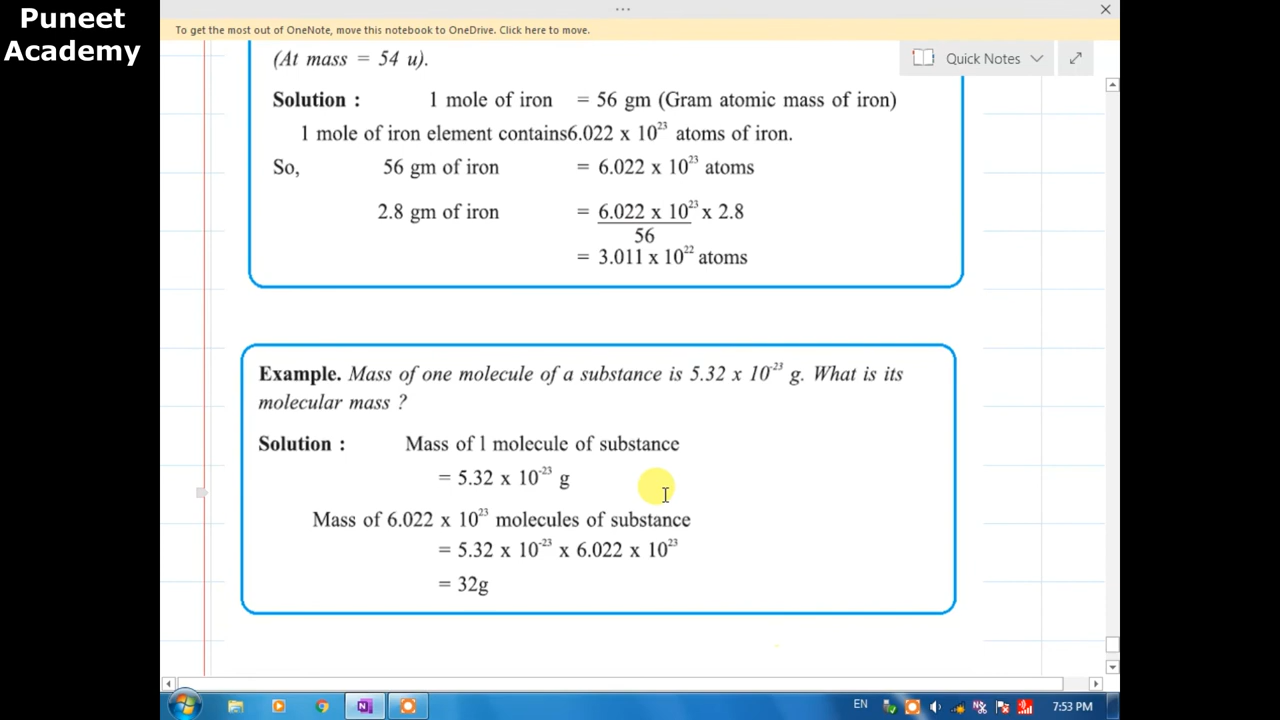 Puneet
Academy
To get the most out of OneNote, move this notebook to OneDrive. Click here to move.
Quick Notes
(At mass = 54 u).
Solution : 1 mole of iron = 56 gm (Gram atomic mass of iron)
1 mole of iron element contains6.022 x 10²³ atoms of iron.
So, 56 gm of iron = 6.022 x 10²³ atoms
2.8 gm of iron = 6.022 x 10²³ x 2.8
56
= 3.011 x 10²² atoms
Example. Mass of one molecule of a substance is 5.32 x 10⁻²³ g. What is its
molecular mass ?
Solution : Mass of 1 molecule of substance
= 5.32 x 10⁻²³ g
Mass of 6.022 x 10²³ molecules of substance
= 5.32 x 10⁻²³ x 6.022 x 10²³
= 32g
EN
7:53 PM